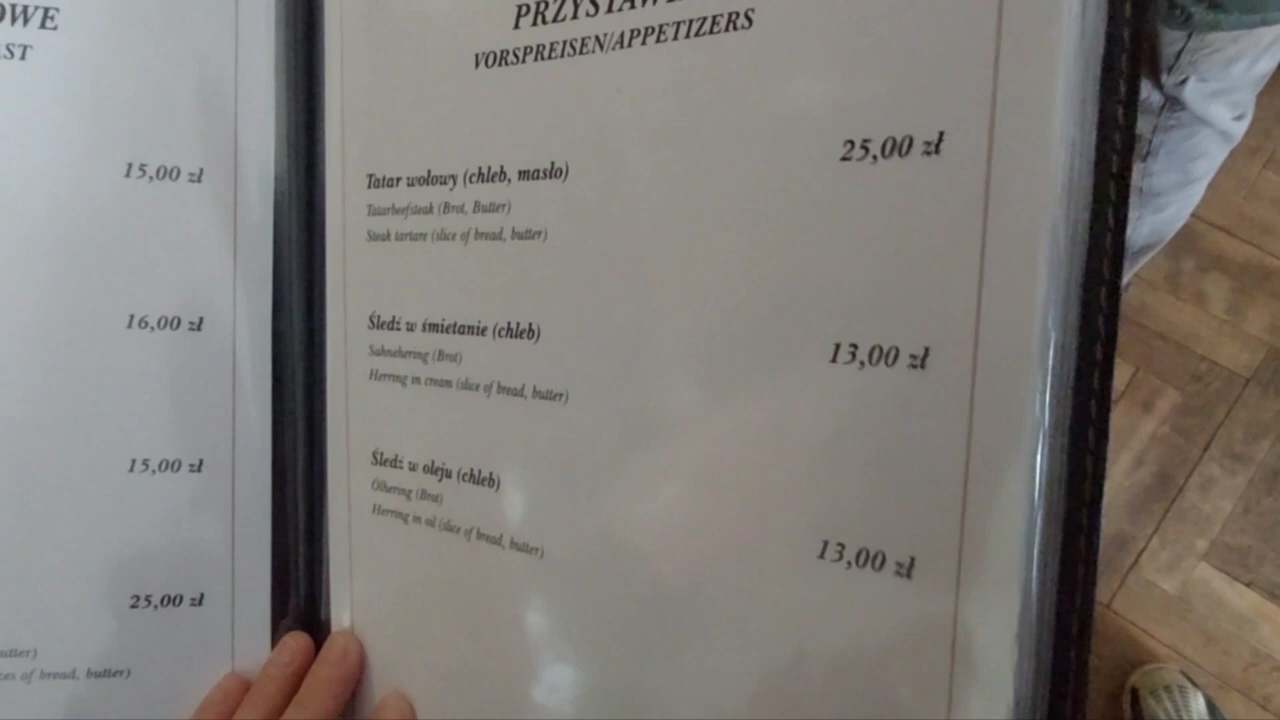 OWE
AST
15,00 zł
16,00 zł
15,00 zł
25,00 zł
utter)
ces of bread, butter)
VORSPREISEN/APPETIZERS
Tatar wołowy (chleb, masło)
25,00 zł
Tatarbeefsteak (Brot, Butter)
Steak tartare (slice of bread, butter)
Śledź w śmietanie (chleb)
13,00 zł
Sahnehering (Brot)
Herring in cream (slice of bread, butter)
Śledź w oleju (chleb)
Ölhering (Brot)
Herring in oil (slice of bread, butter)
13,00 zł